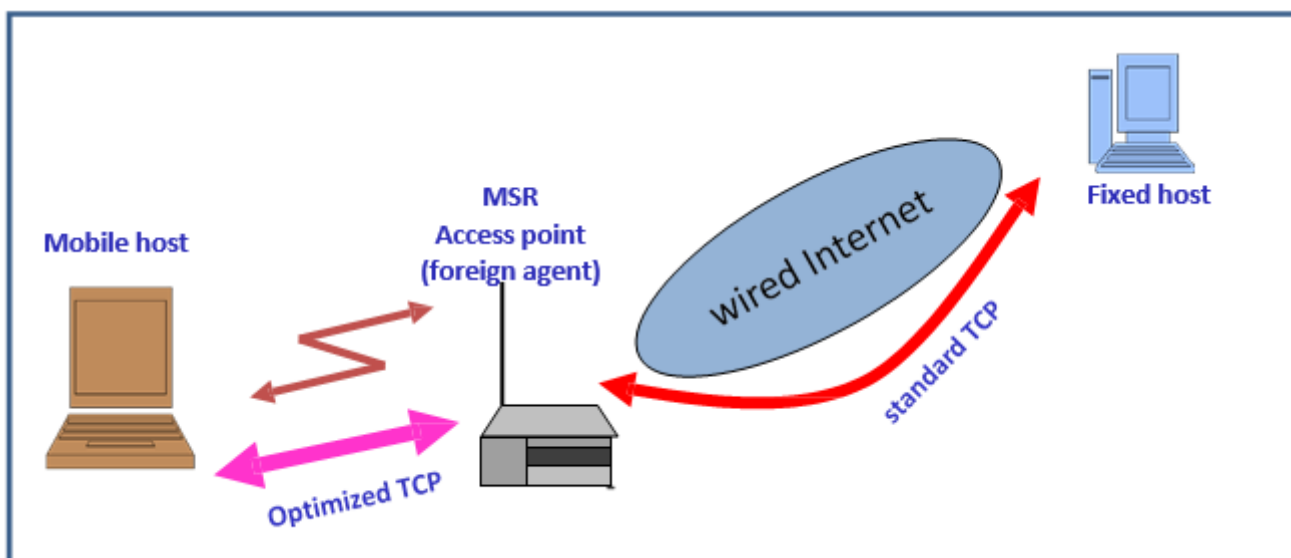 Mobile host
MSR
Access point
(foreign agent)
Optimized TCP
wired Internet
standard TCP
Fixed host